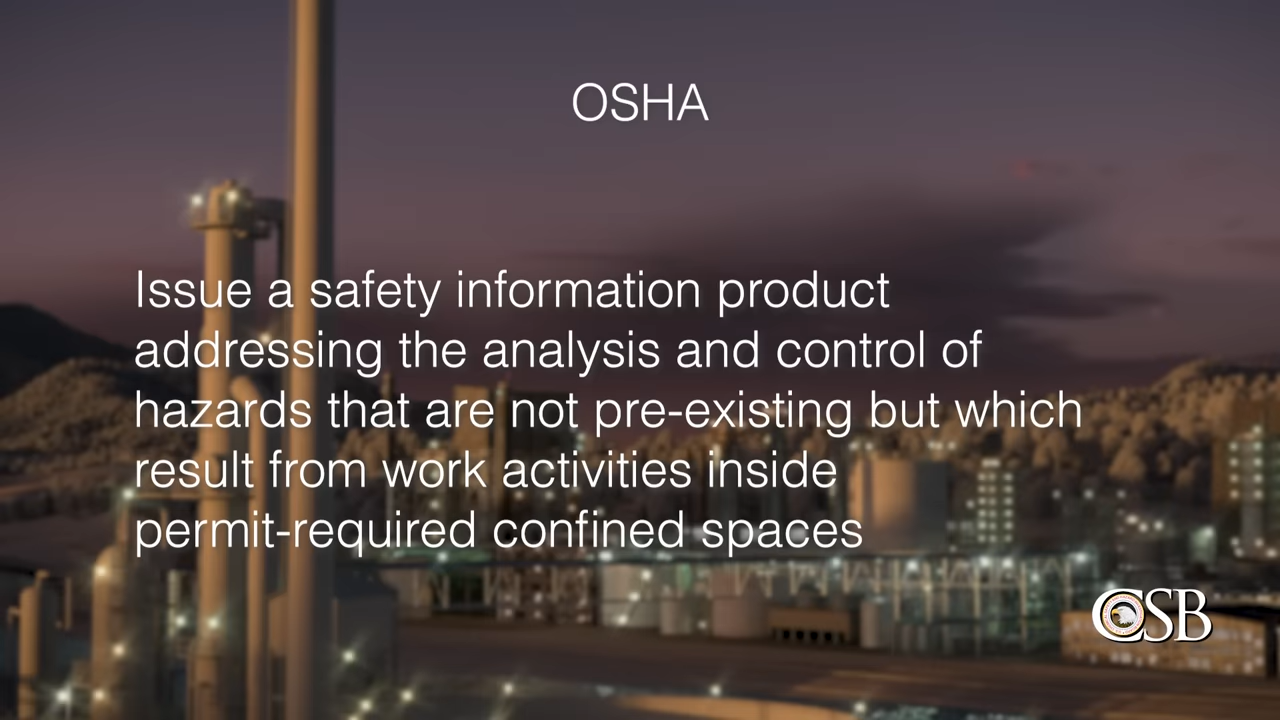 OSHA
Issue a safety information product
addressing the analysis and control of
hazards that are not pre-existing but which
result from work activities inside
permit-required confined spaces
CSB